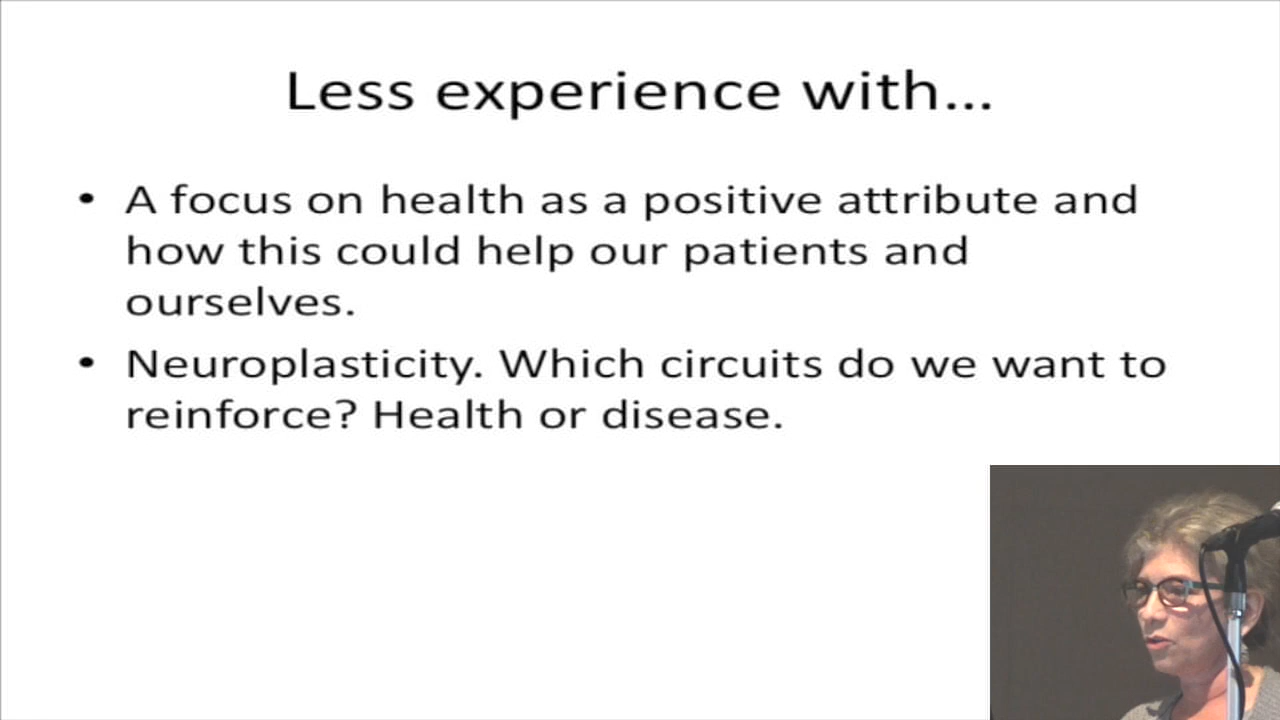 Less experience with...
• A focus on health as a positive attribute and
how this could help our patients and
ourselves.
• Neuroplasticity. Which circuits do we want to
reinforce? Health or disease.